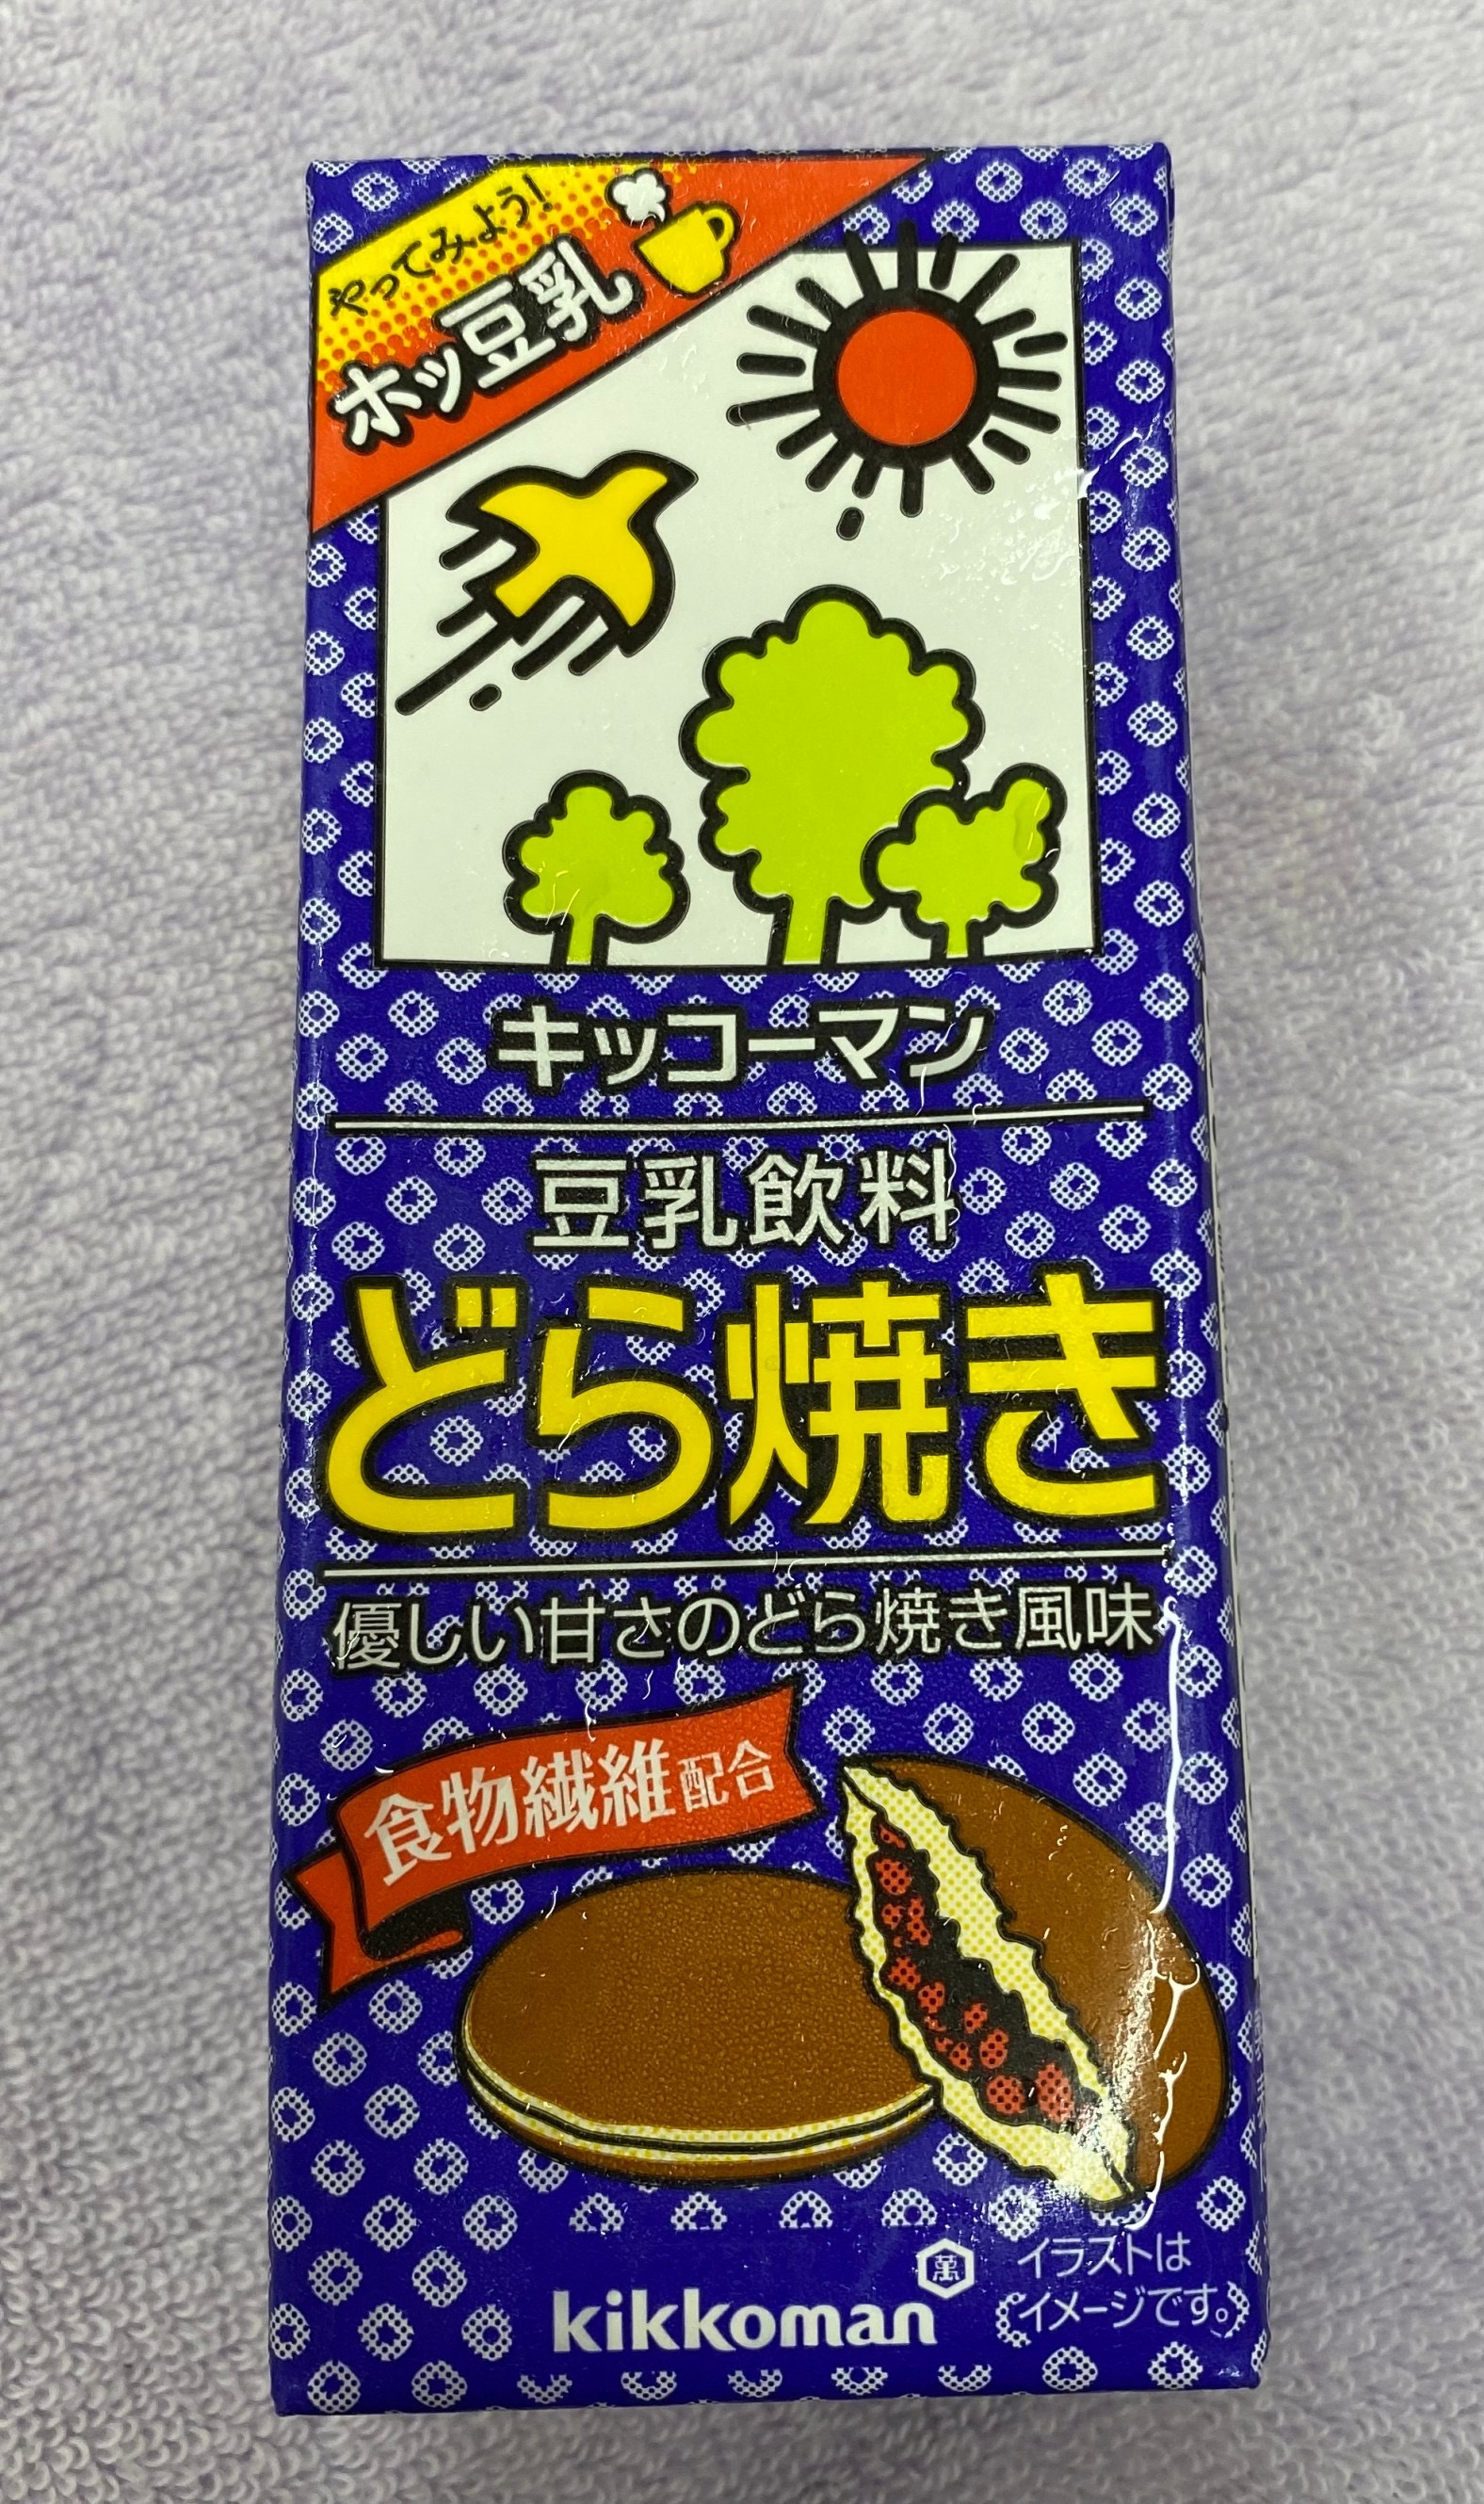 やってみよう!
ホッ豆乳
キッコーマン
豆乳飲料
どら焼き
優しい甘さのどら焼き風味
食物繊維配合
萬
kikkoman
イラストは
イメージです。